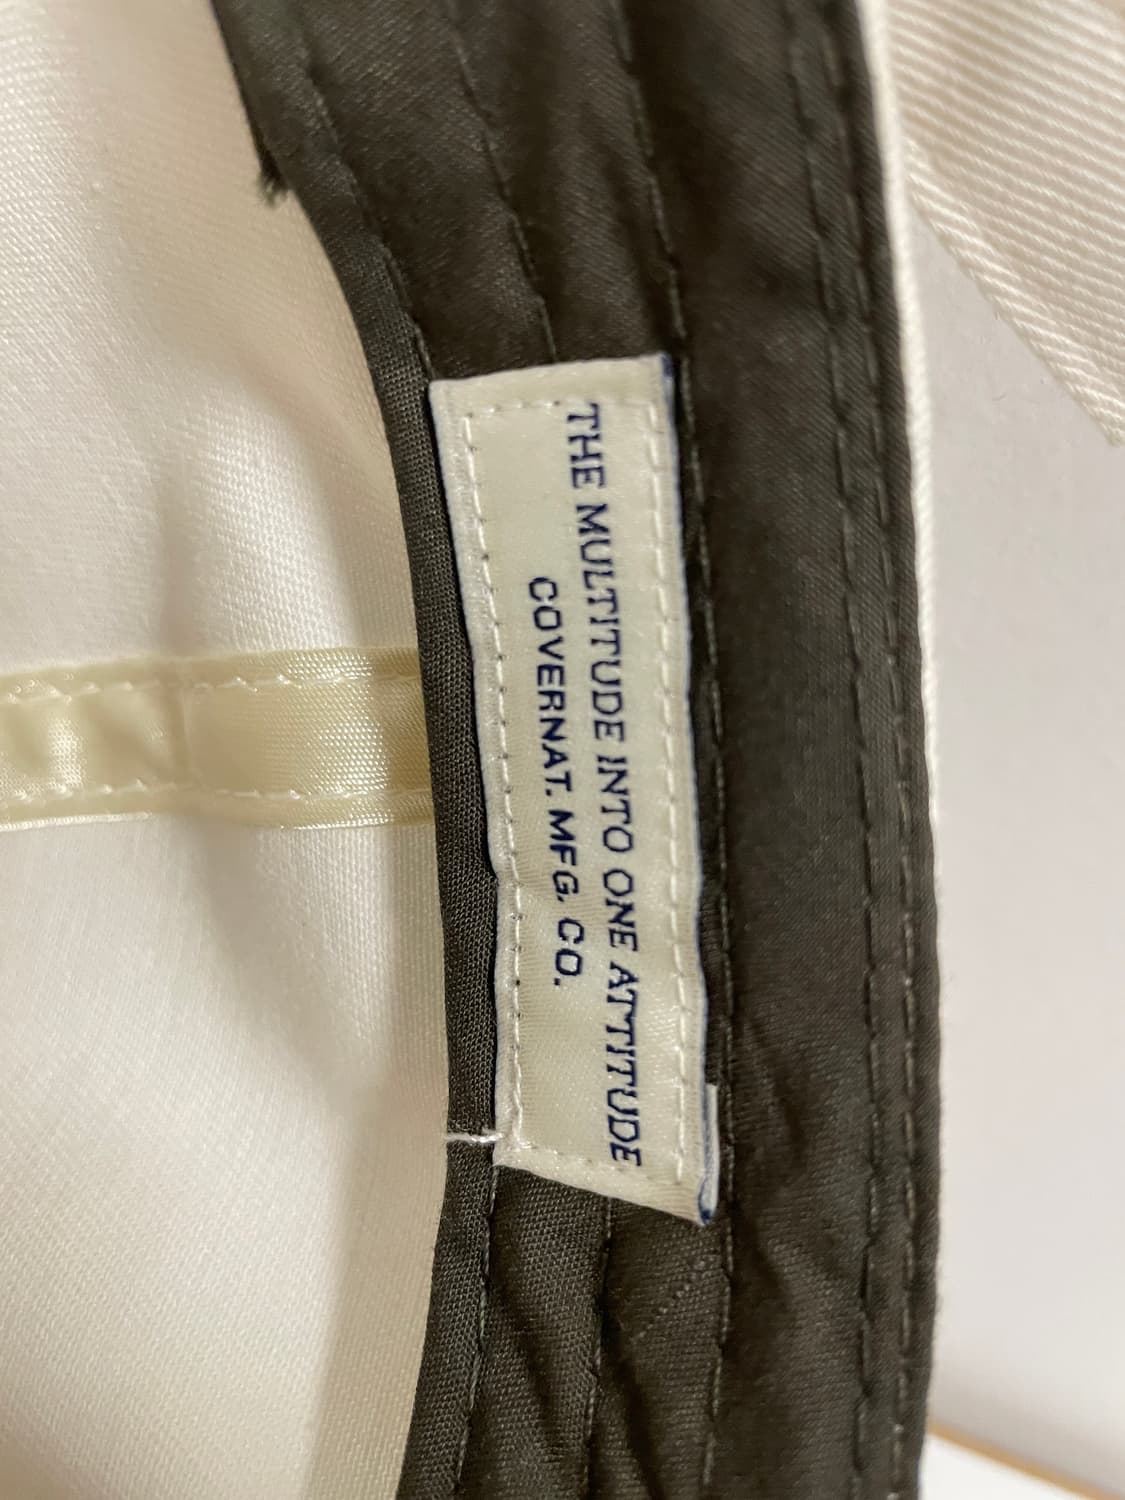 THE MULTITUDE INTO ONE ATTITUDE
COVERNAT. MFG. CO.